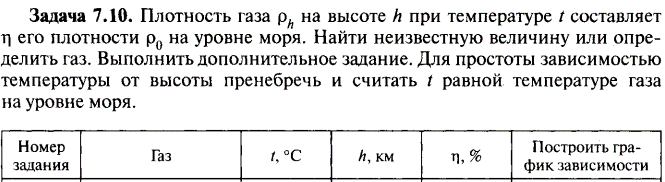 Задача 7.10. Плотность газа ρh на высоте h при температуре t составляет
η его плотности ρ0 на уровне моря. Найти неизвестную величину или опре-
делить газ. Выполнить дополнительное задание. Для простоты зависимостью
температуры от высоты пренебречь и считать t равной температуре газа
на уровне моря.
Номер задания Газ t, °C h, км η, % Построить гра-фик зависимости